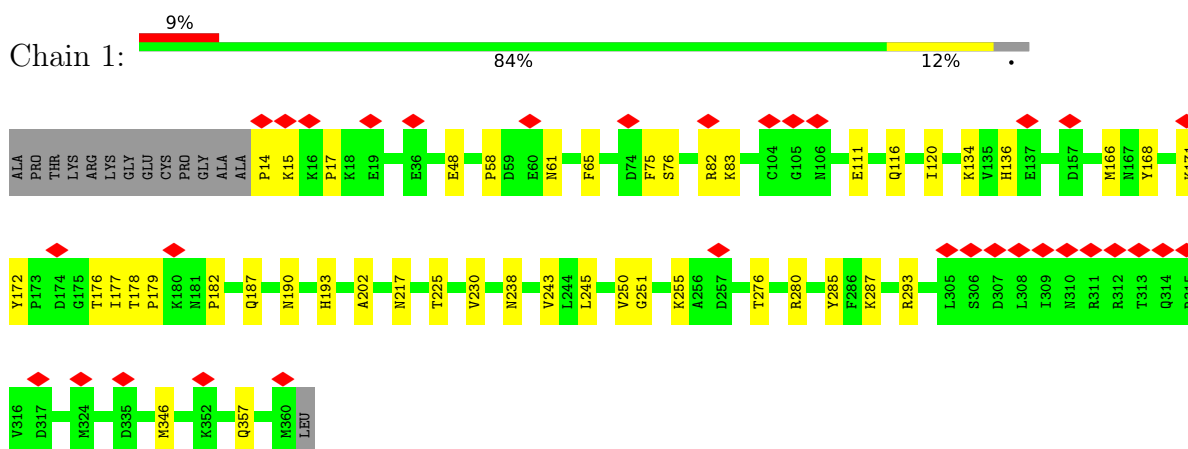 9%
Chain 1:
84% 12% •
ALA PRO THR LYS ARG LYS GLY GLU CYS PRO GLY ALA ALA P14 K15 K16 P17 K18 E19 E36 E48 P58 D59 E60 N61 F65 D74 F75 S76 R82 K83 C104 G105 N106 E111 Q116 I120 K134 V135 H136 E137 D157 M166 N167 Y168 K171
Y172 P173 D174 G175 T176 I177 T178 P179 K180 N181 P182 Q187 N190 H193 A202 N217 T225 V230 N238 V243 L244 L245 V250 G251 K255 A256 D257 T276 R280 Y285 F286 K287 R293 L305 S306 D307 L308 I309 N310 R311 R312 T313 Q314
V316 D317 M324 D335 M346 K352 Q357 M360 LEU